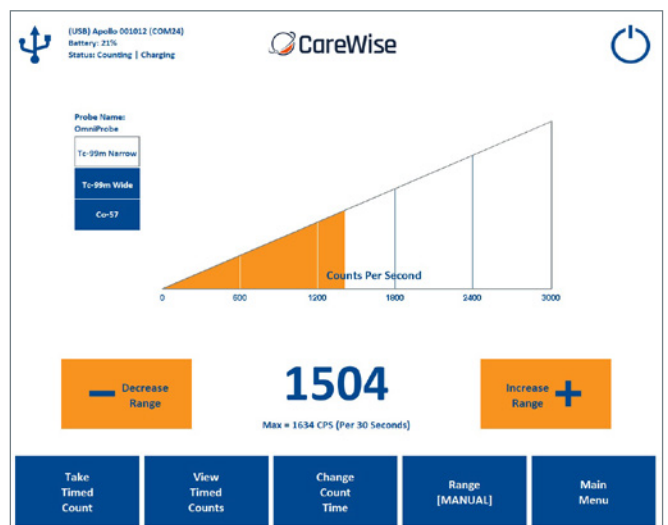 (USB) Apollo 001012 (COM24)
Battery: 21%
Status: Counting | Charging
CareWise
Probe Name:
OmniProbe
Tc-99m Narrow
Tc-99m Wide
Co-57
Counts Per Second
0 600 1200 1800 2400 3000
Decrease
Range
1504
Max = 1634 CPS (Per 30 Seconds)
Increase
Range
Take
Timed
Count
View
Timed
Counts
Change
Count
Time
Range
[MANUAL]
Main
Menu